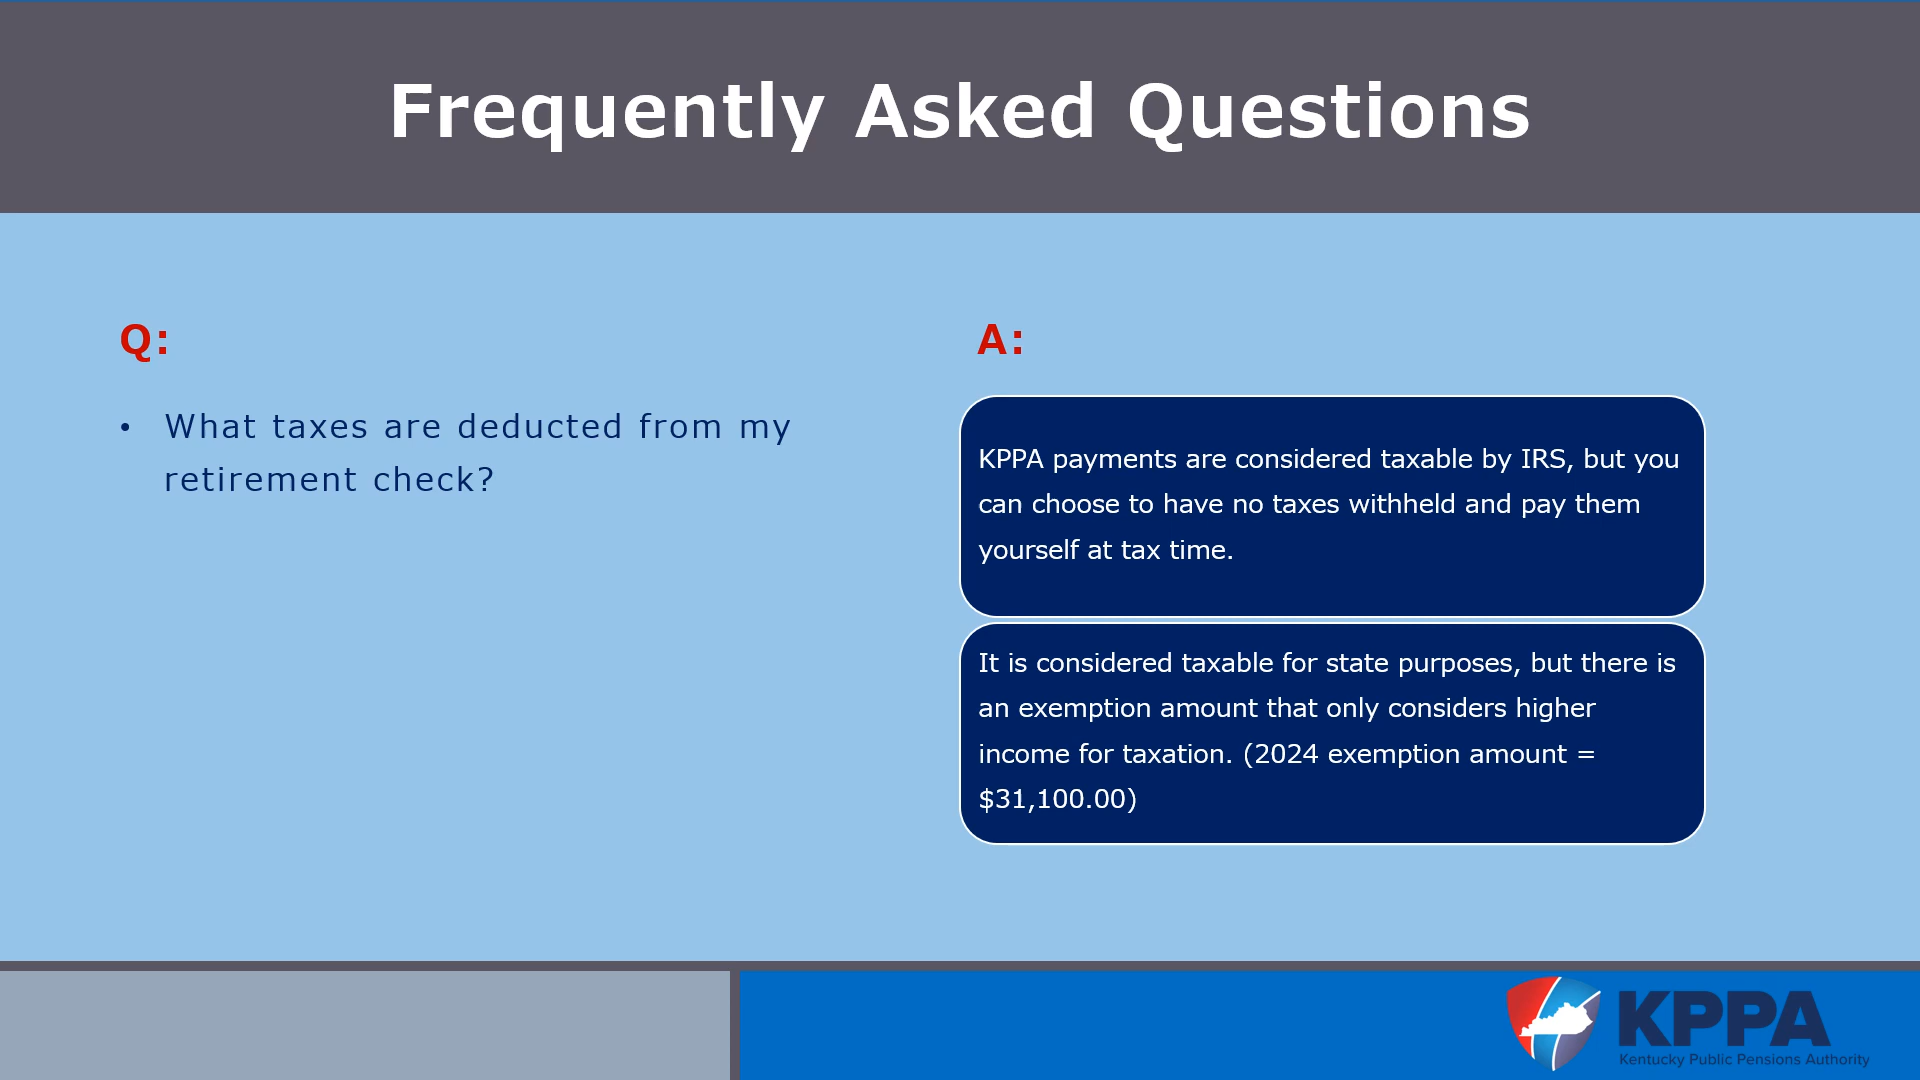 Frequently Asked Questions
Q:
• What taxes are deducted from my
retirement check?
A:
KPPA payments are considered taxable by IRS, but you
can choose to have no taxes withheld and pay them
yourself at tax time.
It is considered taxable for state purposes, but there is
an exemption amount that only considers higher
income for taxation. (2024 exemption amount =
$31,100.00)
KPPA
Kentucky Public Pensions Authority